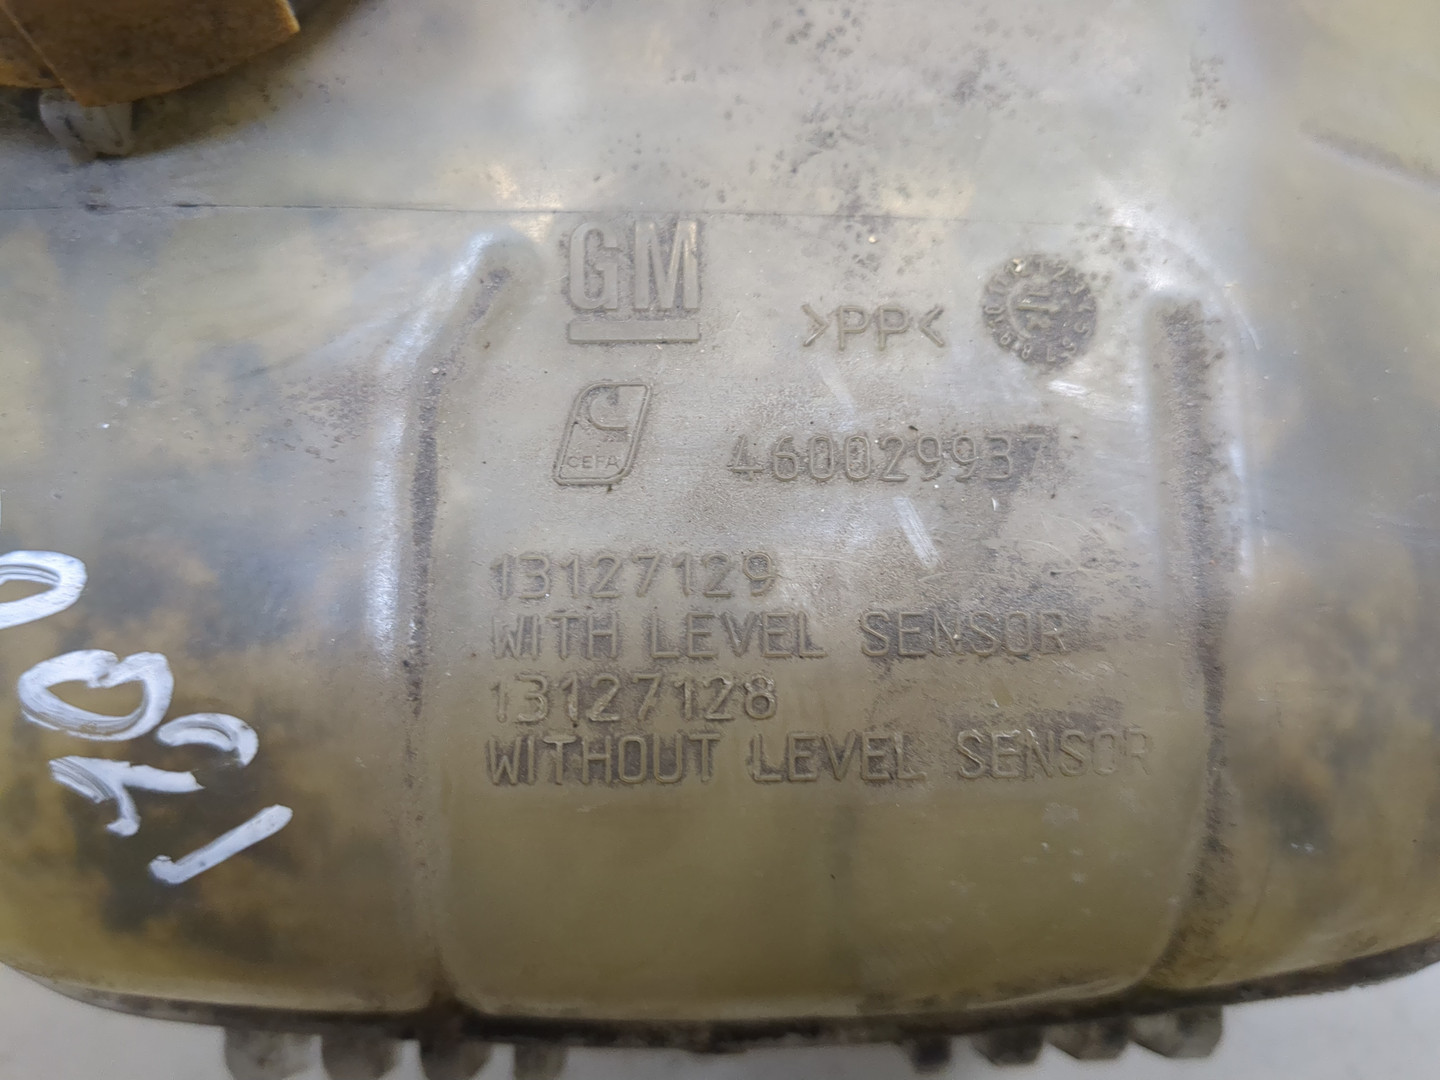 GM
>PP<
CEFA
460029937
13127129
WITH LEVEL SENSOR
13127128
WITHOUT LEVEL SENSOR